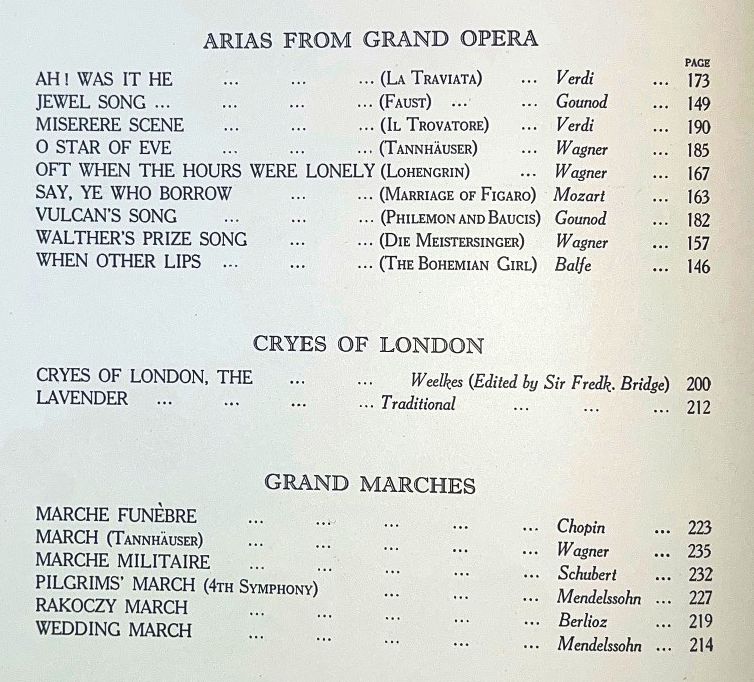 ARIAS FROM GRAND OPERA
PAGE
AH! WAS IT HE ... ... ... (LA TRAVIATA) ... Verdi ... 173
JEWEL SONG ... ... ... ... (FAUST) ... ... Gounod ... 149
MISERERE SCENE ... ... ... (IL TROVATORE) ... Verdi ... 190
O STAR OF EVE ... ... ... (TANNHÄUSER) ... Wagner ... 185
OFT WHEN THE HOURS WERE LONELY (LOHENGRIN) ... Wagner ... 167
SAY, YE WHO BORROW ... ... (MARRIAGE OF FIGARO) Mozart ... 163
VULCAN'S SONG ... ... ... (PHILEMON AND BAUCIS) Gounod ... 182
WALTHER'S PRIZE SONG ... ... (DIE MEISTERSINGER) Wagner ... 157
WHEN OTHER LIPS ... ... ... (THE BOHEMIAN GIRL) Balfe ... 146
CRYES OF LONDON
CRYES OF LONDON, THE ... ... Weelkes (Edited by Sir Fredk. Bridge) 200
LAVENDER ... ... ... ... Traditional ... ... ... 212
GRAND MARCHES
MARCHE FUNÈBRE ... ... ... ... ... Chopin ... 223
MARCH (TANNHÄUSER) ... ... ... ... ... Wagner ... 235
MARCHE MILITAIRE ... ... ... ... ... Schubert ... 232
PILGRIMS' MARCH (4TH SYMPHONY) ... ... ... Mendelssohn ... 227
RAKOCZY MARCH ... ... ... ... ... Berlioz ... 219
WEDDING MARCH ... ... ... ... ... Mendelssohn ... 214